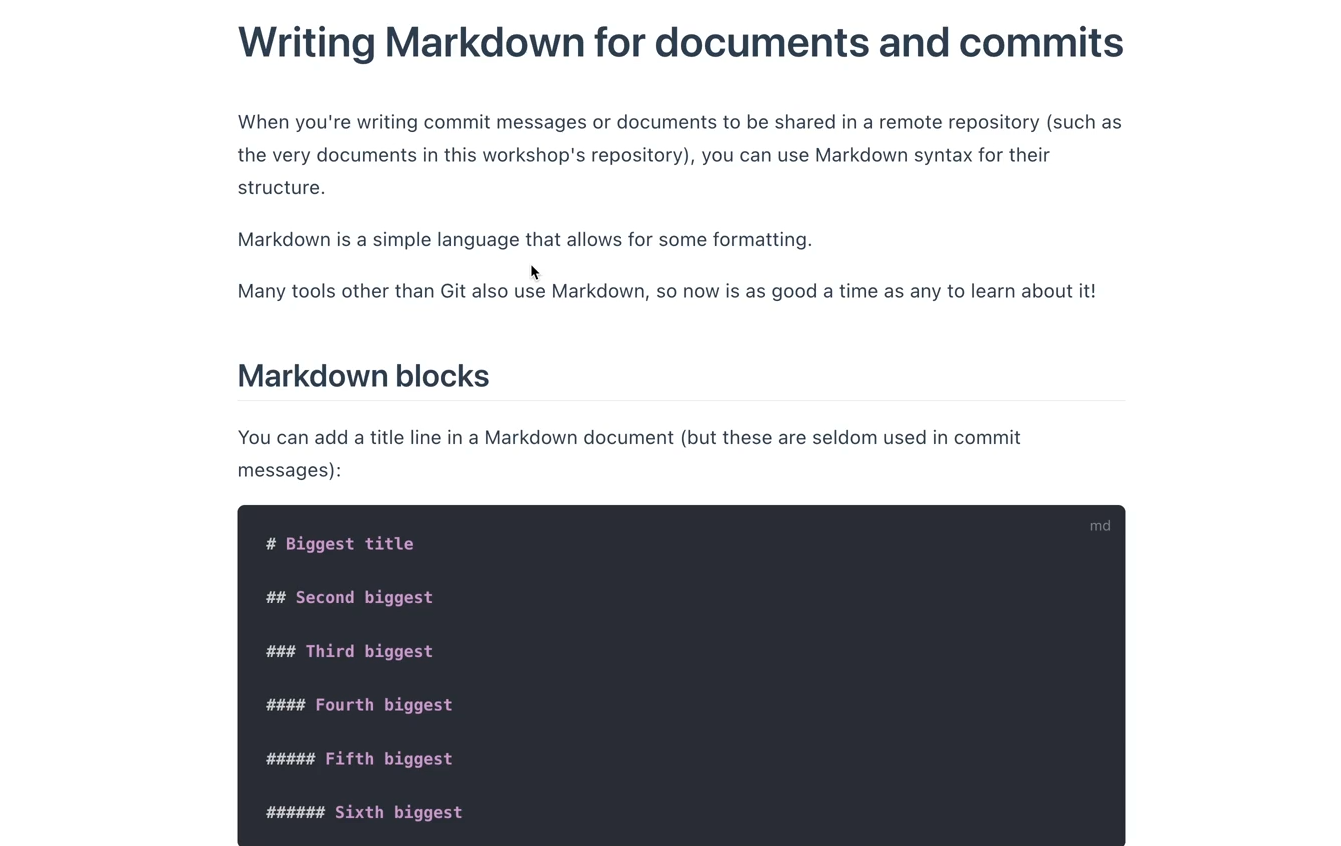 Writing Markdown for documents and commits
When you're writing commit messages or documents to be shared in a remote repository (such as
the very documents in this workshop's repository), you can use Markdown syntax for their
structure.
Markdown is a simple language that allows for some formatting.
Many tools other than Git also use Markdown, so now is as good a time as any to learn about it!
Markdown blocks
You can add a title line in a Markdown document (but these are seldom used in commit
messages):
md
# Biggest title
## Second biggest
### Third biggest
#### Fourth biggest
##### Fifth biggest
###### Sixth biggest